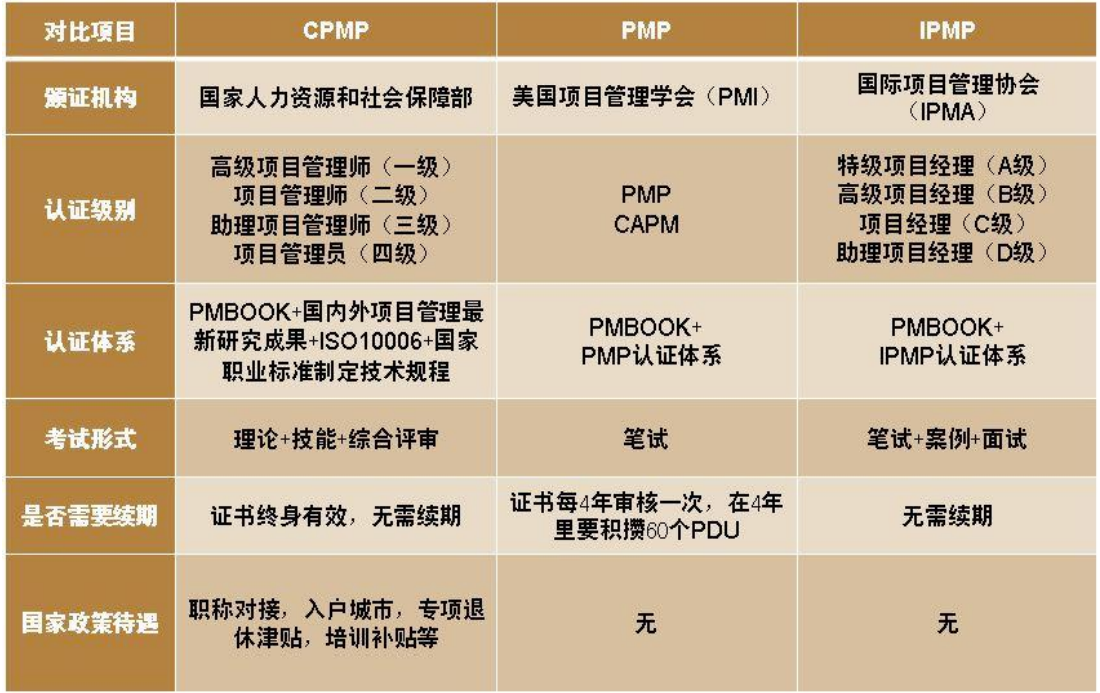 对比项目 CPMP PMP IPMP
颁证机构 国家人力资源和社会保障部 美国项目管理学会（PMI） 国际项目管理协会
（IPMA）
认证级别
高级项目管理师（一级）
项目管理师（二级）
助理项目管理师（三级）
项目管理员（四级）
PMP
CAPM
特级项目经理（A级）
高级项目经理（B级）
项目经理（C级）
助理项目经理（D级）
认证体系
PMBOOK+国内外项目管理最
新研究成果+ISO10006+国家
职业标准制定技术规程
PMBOOK+
PMP认证体系
PMBOOK+
IPMP认证体系
考试形式 理论+技能+综合评审 笔试 笔试+案例+面试
是否需要续期 证书终身有效，无需续期
证书每4年审核一次，在4年
里要积攒60个PDU
无需续期
国家政策待遇
职称对接，入户城市，专项退
休津贴，培训补贴等
无
无